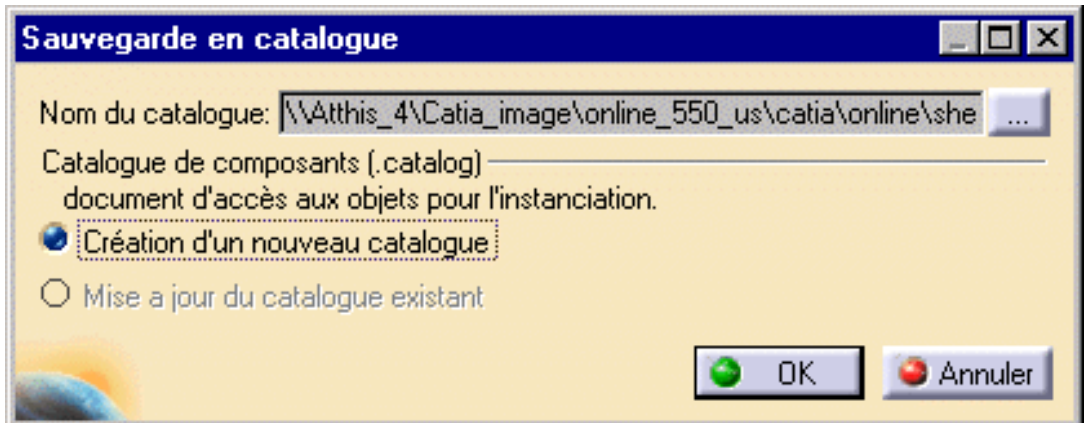 Sauvegarde en catalogue
Nom du catalogue: \\Atthis_4\Catia_image\online_550_us\catia\online\she ...
Catalogue de composants (.catalog)
document d'accès aux objets pour l'instanciation.
Création d'un nouveau catalogue
Mise a jour du catalogue existant
OK Annuler